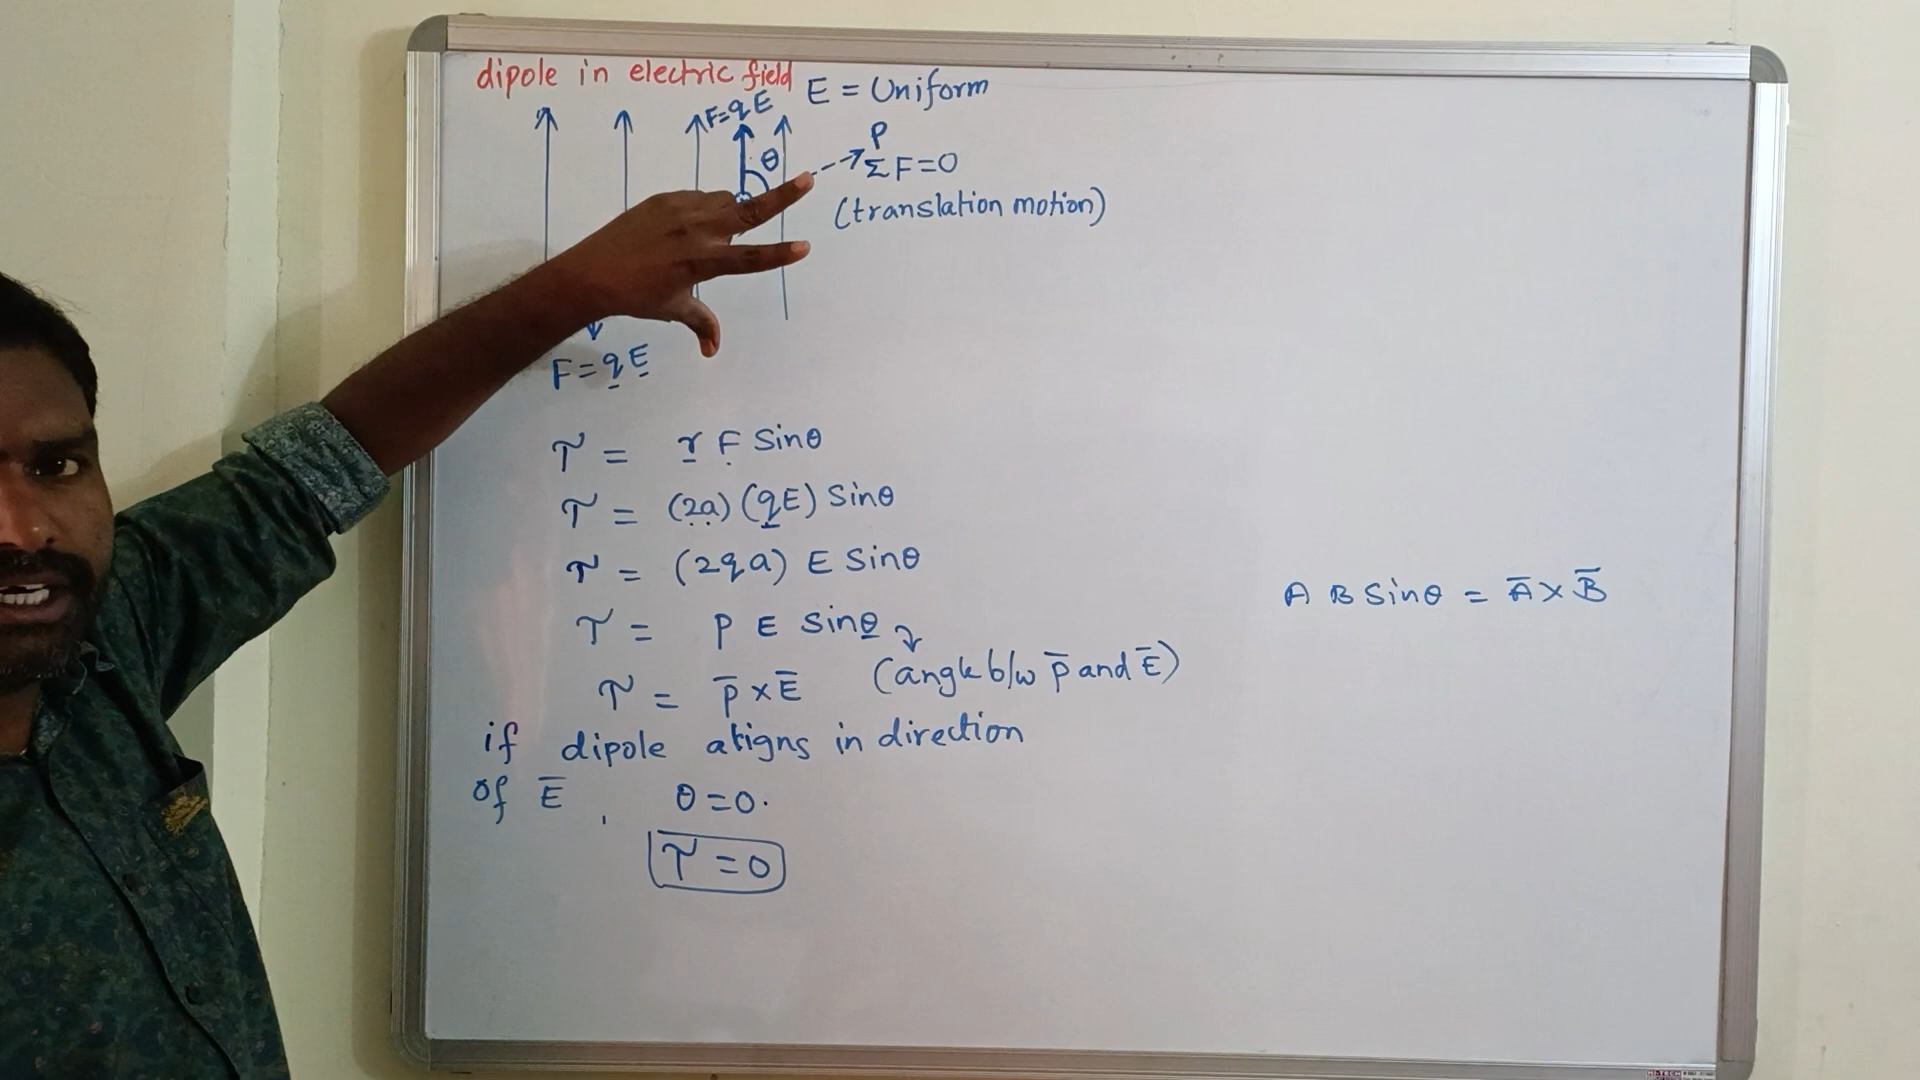 dipole in electric field
E = Uniform
F=qE
θ
P
ΣF=0
(translation motion)
F=qE
τ = r F Sinθ
τ = (2a) (qE) Sinθ
τ = (2qa) E Sinθ
τ = P E sinθ
(angle b/w p̅ and E̅)
τ = p̅ × E̅
if dipole aligns in direction
of E̅, θ=0.
τ=0
A B Sinθ = A̅ × B̅